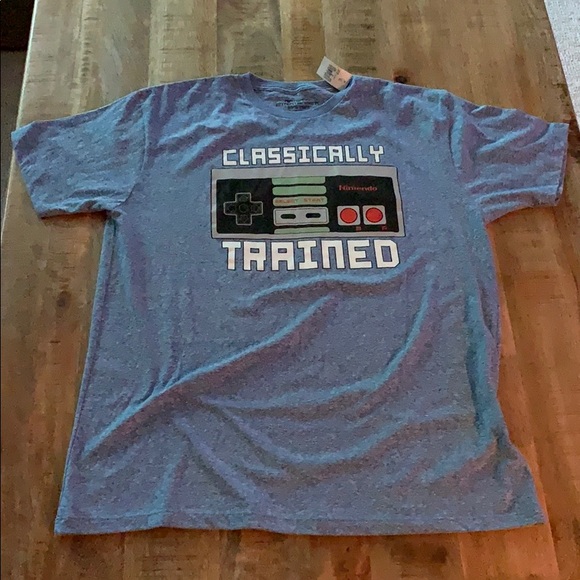 CLASSICALLY
Nintendo
SELECT START
B A
TRAINED